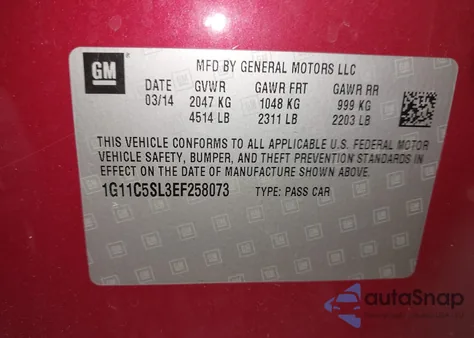 GM
MFD BY GENERAL MOTORS LLC
DATE GVWR GAWR FRT GAWR RR
03/14 2047 KG 1048 KG 999 KG
4514 LB 2311 LB 2203 LB
THIS VEHICLE CONFORMS TO ALL APPLICABLE U.S. FEDERAL MOTOR
VEHICLE SAFETY, BUMPER, AND THEFT PREVENTION STANDARDS IN
EFFECT ON THE DATE OF MANUFACTURE SHOWN ABOVE.
1G11C5SL3EF258073 TYPE: PASS CAR
autoSnap